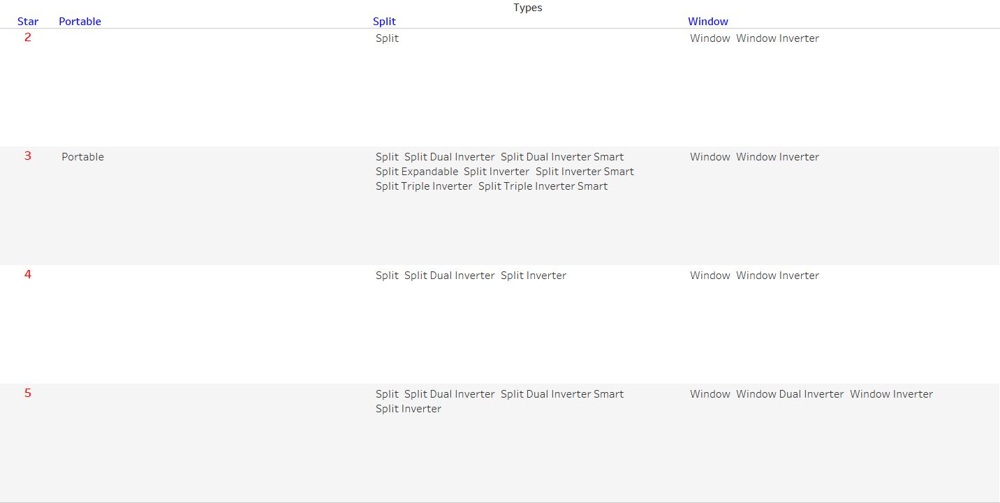 Types
Star Portable Split Window
2 Split Window Window Inverter
3 Portable Split Split Dual Inverter Split Dual Inverter Smart Window Window Inverter
Split Expandable Split Inverter Split Inverter Smart
Split Triple Inverter Split Triple Inverter Smart
4 Split Split Dual Inverter Split Inverter Window Window Inverter
5 Split Split Dual Inverter Split Dual Inverter Smart Window Window Dual Inverter Window Inverter
Split Inverter